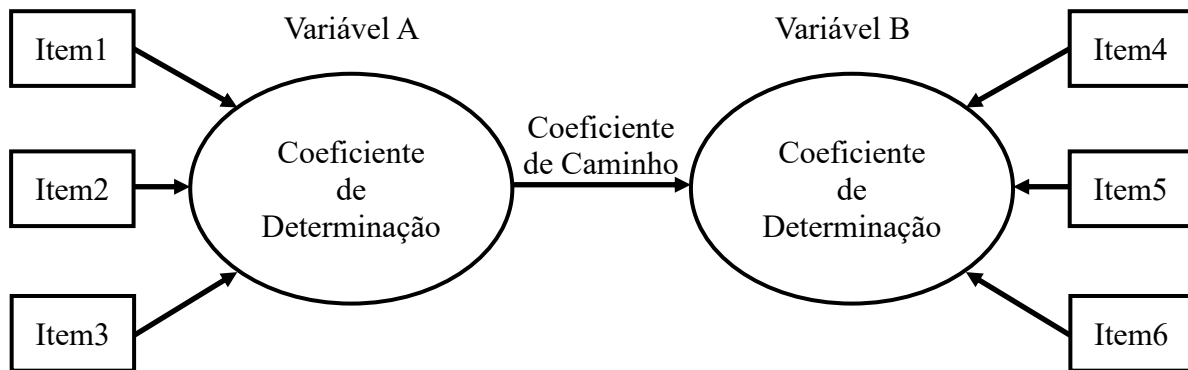 Item1
Item2
Item3
Variável A
Coeficiente
de
Determinação
Coeficiente
de Caminho
Variável B
Coeficiente
de
Determinação
Item4
Item5
Item6